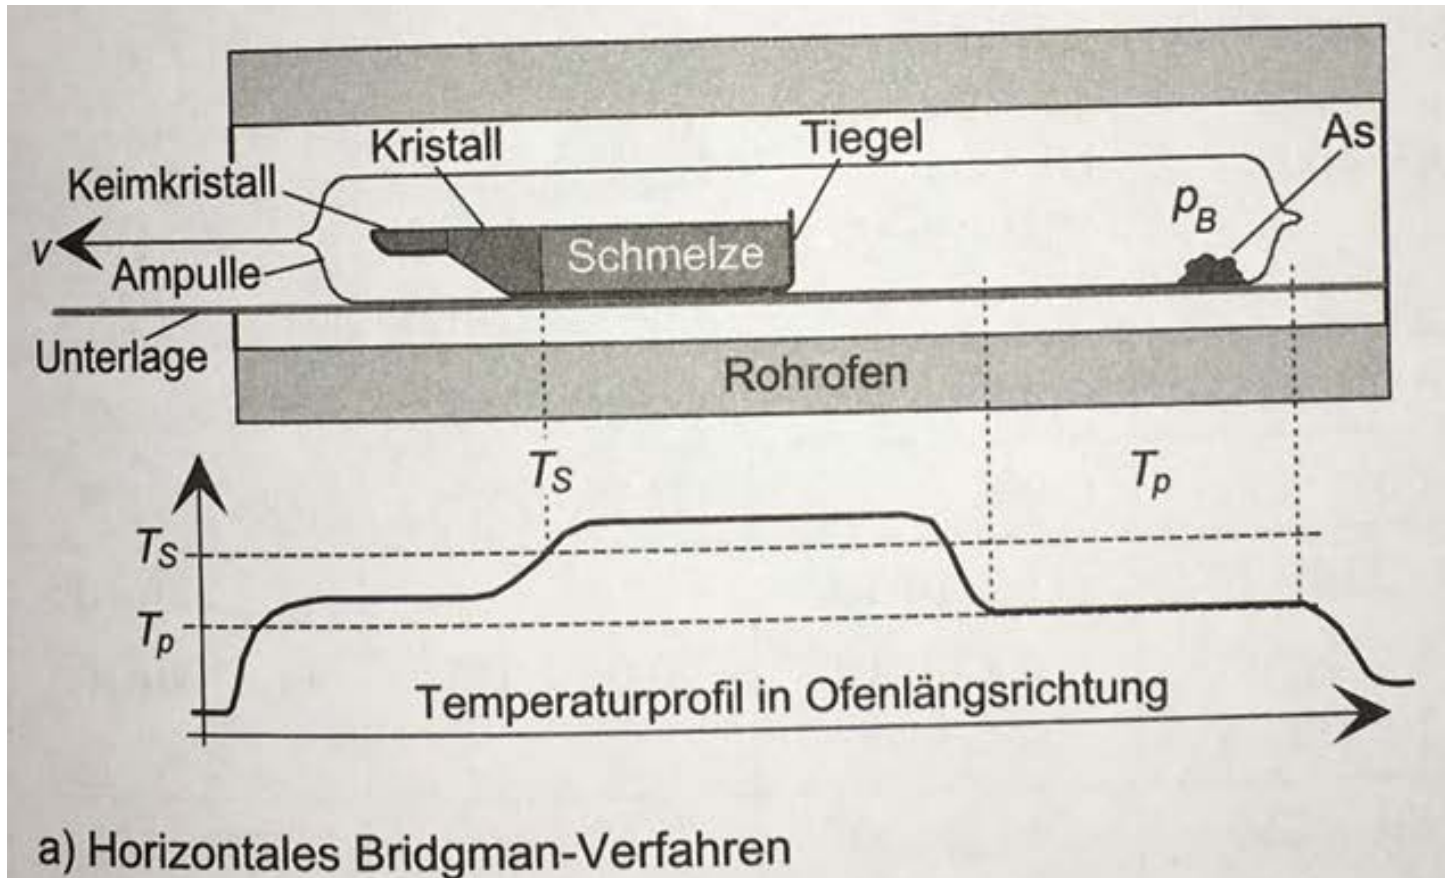 Kristall
Tiegel
As
Keimkristall
p_B
v
Schmelze
Ampulle
Unterlage
Rohrofen
T_S
T_p
T_S
T_p
Temperaturprofil in Ofenlängsrichtung
a) Horizontales Bridgman-Verfahren